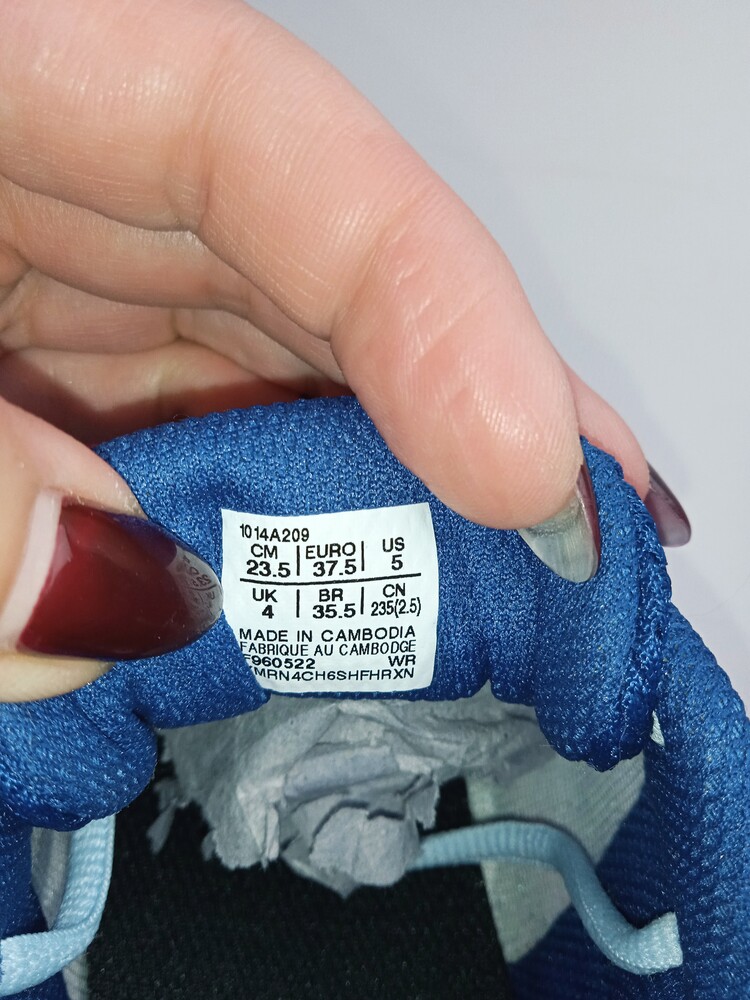 1014A209
CM EURO US
23.5 37.5 5
UK BR CN
4 35.5 235(2.5)
MADE IN CAMBODIA
FABRIQUE AU CAMBODGE
F960522 WR
MRN4CH6SHFHRXN